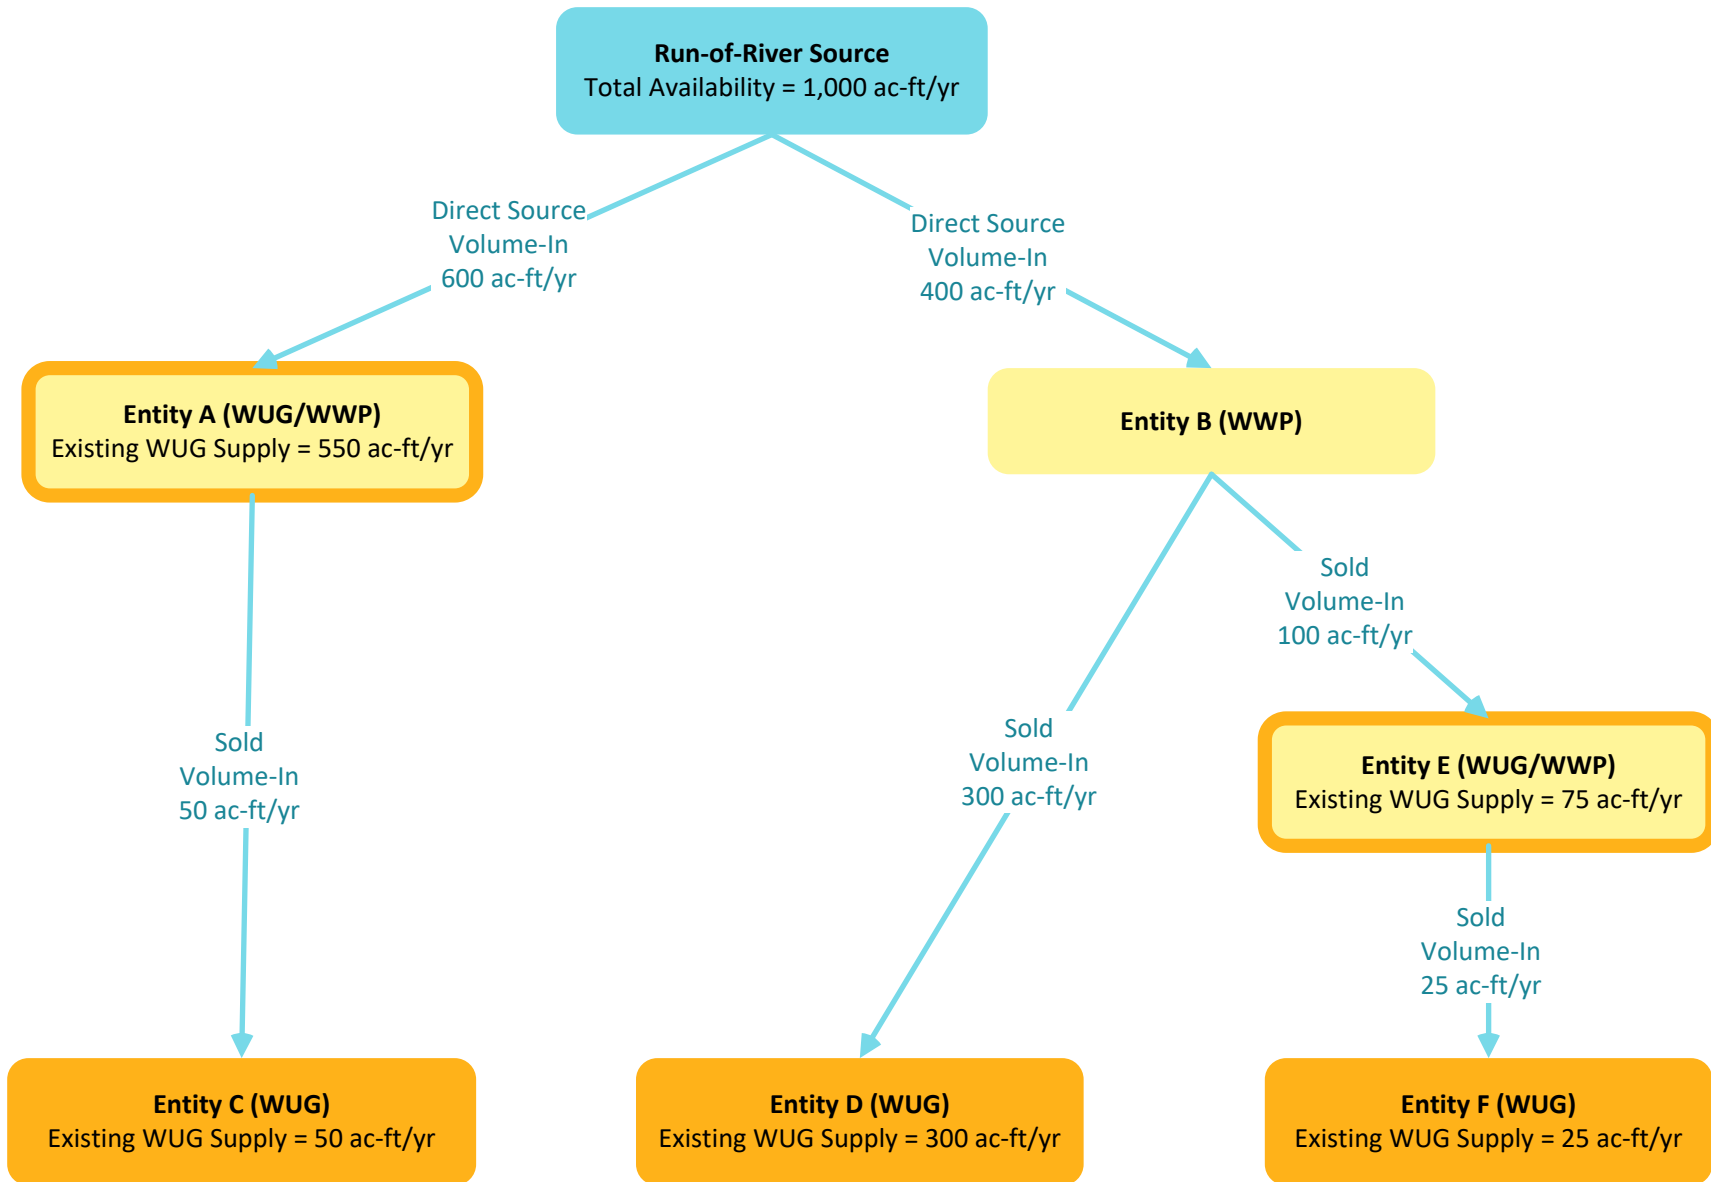 Run-of-River Source
Total Availability = 1,000 ac-ft/yr
Direct Source
Volume-In
600 ac-ft/yr
Direct Source
Volume-In
400 ac-ft/yr
Entity A (WUG/WWP)
Existing WUG Supply = 550 ac-ft/yr
Entity B (WWP)
Sold
Volume-In
100 ac-ft/yr
Sold
Volume-In
50 ac-ft/yr
Sold
Volume-In
300 ac-ft/yr
Entity E (WUG/WWP)
Existing WUG Supply = 75 ac-ft/yr
Sold
Volume-In
25 ac-ft/yr
Entity C (WUG)
Existing WUG Supply = 50 ac-ft/yr
Entity D (WUG)
Existing WUG Supply = 300 ac-ft/yr
Entity F (WUG)
Existing WUG Supply = 25 ac-ft/yr